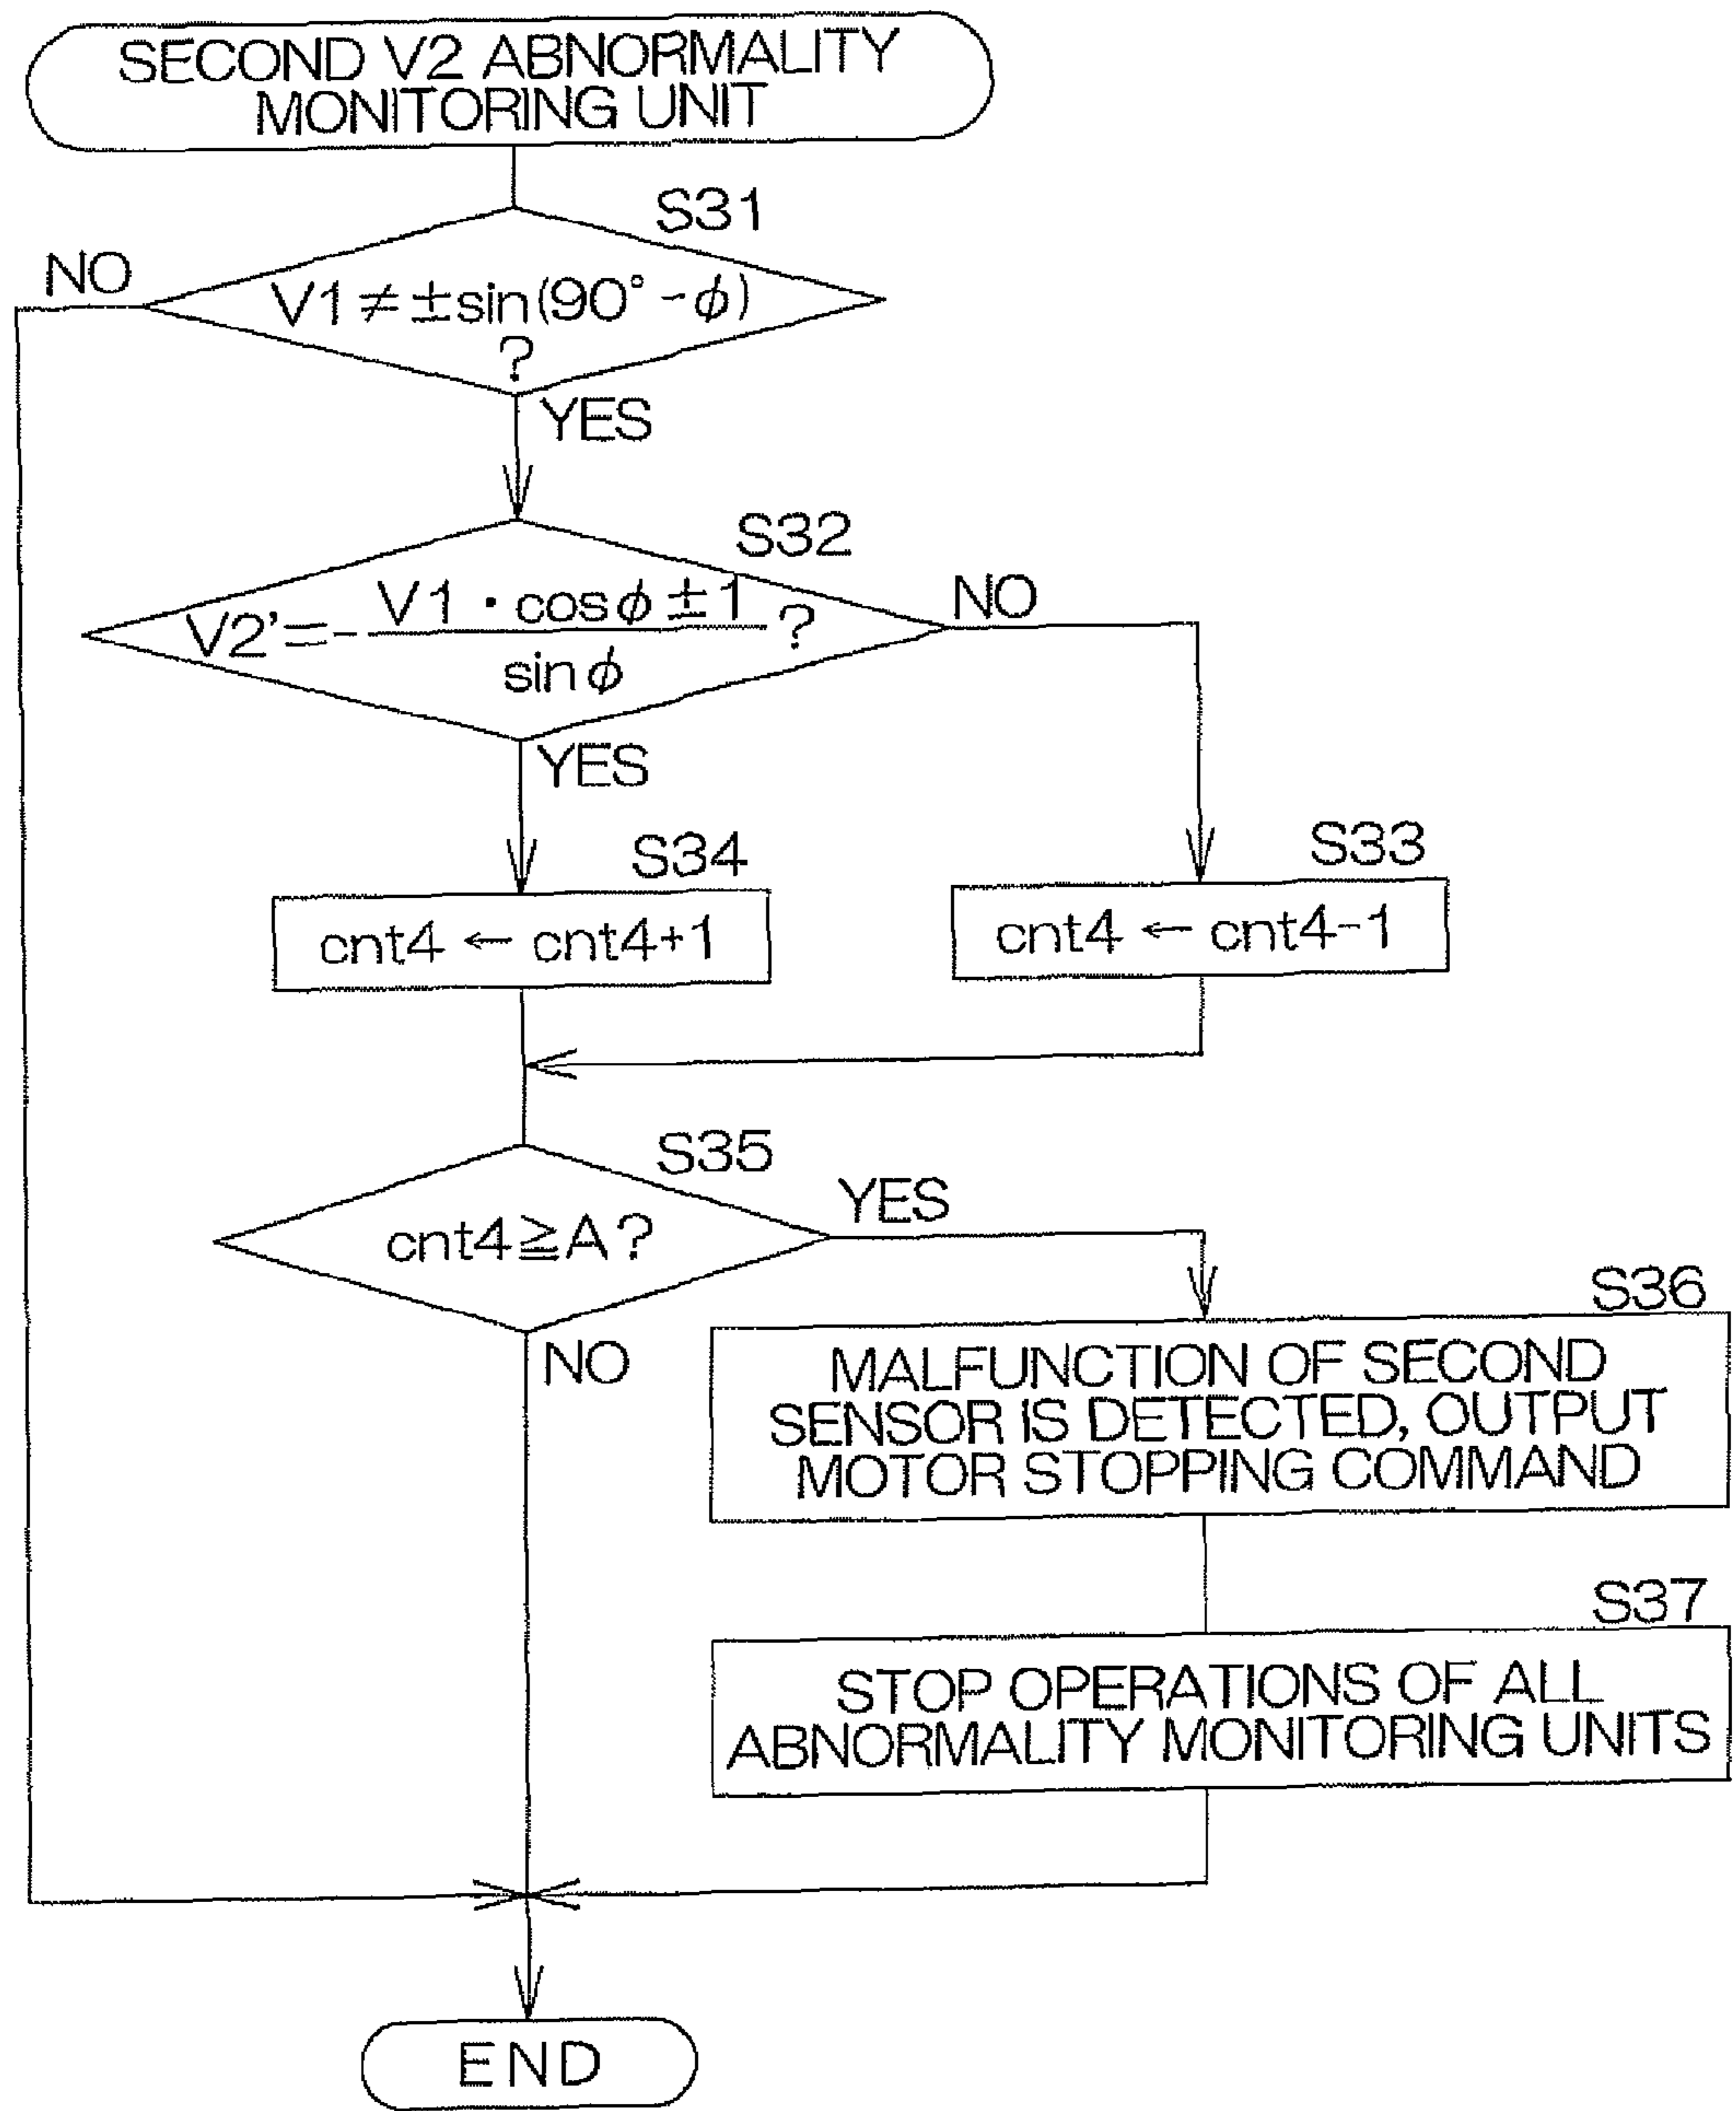 SECOND V2 ABNORMALITY
MONITORING UNIT
S31
NO
V1 ≠ ±sin(90° -ϕ)
?
YES
S32
V2' = - (V1 · cosϕ ±1) / sinϕ ?
NO
YES
S34
cnt4 ← cnt4+1
S33
cnt4 ← cnt4-1
S35
cnt4≧A?
YES
NO
S36
MALFUNCTION OF SECOND
SENSOR IS DETECTED, OUTPUT
MOTOR STOPPING COMMAND
S37
STOP OPERATIONS OF ALL
ABNORMALITY MONITORING UNITS
END